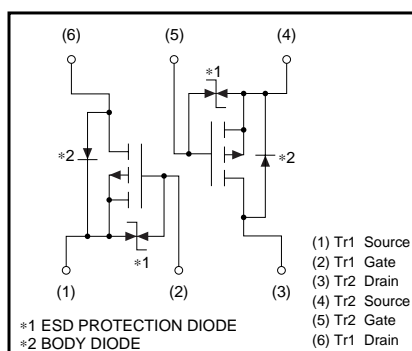 (6) (5) (4)
∗1
∗2
∗2
∗1
(1) (2) (3)
(1) Tr1 Source
(2) Tr1 Gate
(3) Tr2 Drain
(4) Tr2 Source
(5) Tr2 Gate
(6) Tr1 Drain
∗1 ESD PROTECTION DIODE
∗2 BODY DIODE